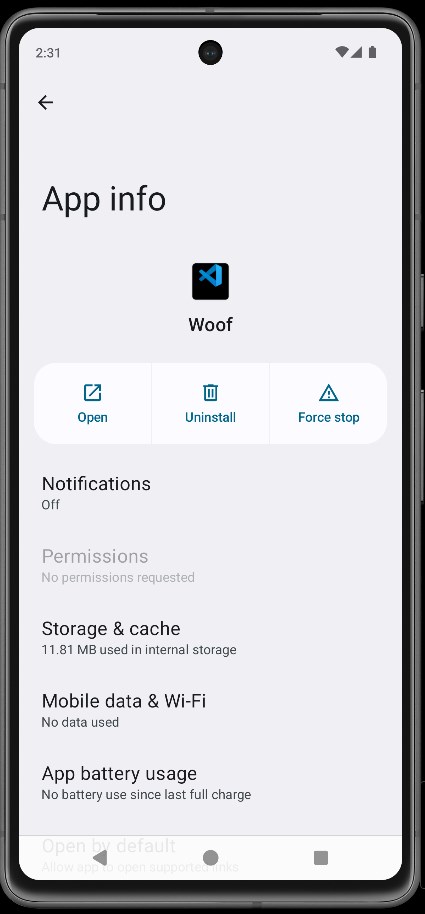 2:31
App info
Woof
Open
Uninstall
Force stop
Notifications
Off
Permissions
No permissions requested
Storage & cache
11.81 MB used in internal storage
Mobile data & Wi-Fi
No data used
App battery usage
No battery use since last full charge
Open by default
Allow app to open supported links